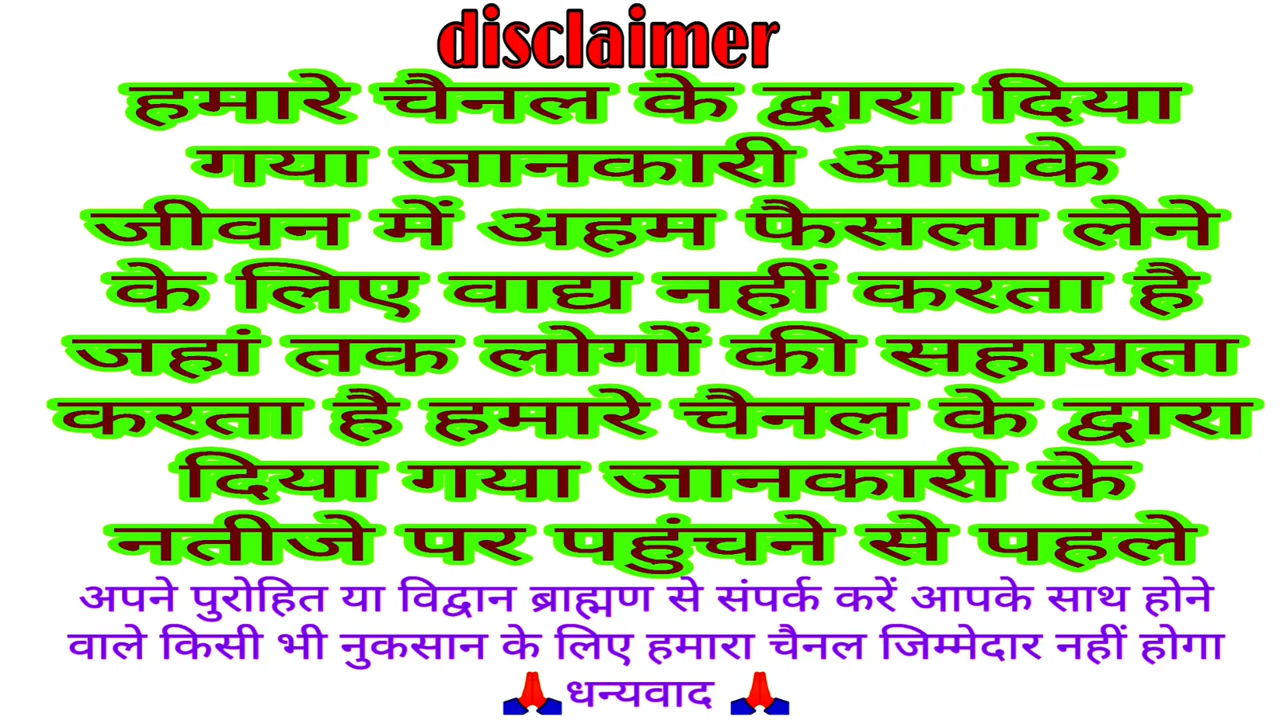 disclaimer
हमारे चैनल के द्वारा दिया
गया जानकारी आपके
जीवन में अहम फैसला लेने
के लिए वाद्य नहीं करता है
जहां तक लोगों की सहायता
करता है हमारे चैनल के द्वारा
दिया गया जानकारी के
नतीजे पर पहुंचने से पहले
अपने पुरोहित या विद्वान ब्राह्मण से संपर्क करें आपके साथ होने
वाले किसी भी नुकसान के लिए हमारा चैनल जिम्मेदार नहीं होगा
🙏धन्यवाद 🙏